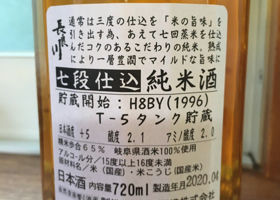 長良川
通常は三度の仕込を「米の旨味」を
引き出す為、あえて七回蒸米を仕込
んだコクのあるこだわりの純米、熟成
により一層豊潤でマイルドな旨味に
七段仕込 純米酒
貯蔵開始：H8BY(1996)
T-5タンク貯蔵
日本酒度 +5 酸度 2.1 アミノ酸度 2.0
精米歩合65% 岐阜県産米100%使用
アルコール分/15度以上16度未満
原材料/米（国産）・米こうじ（国産米）
日本酒 内容量720ml 製造年月2020.04